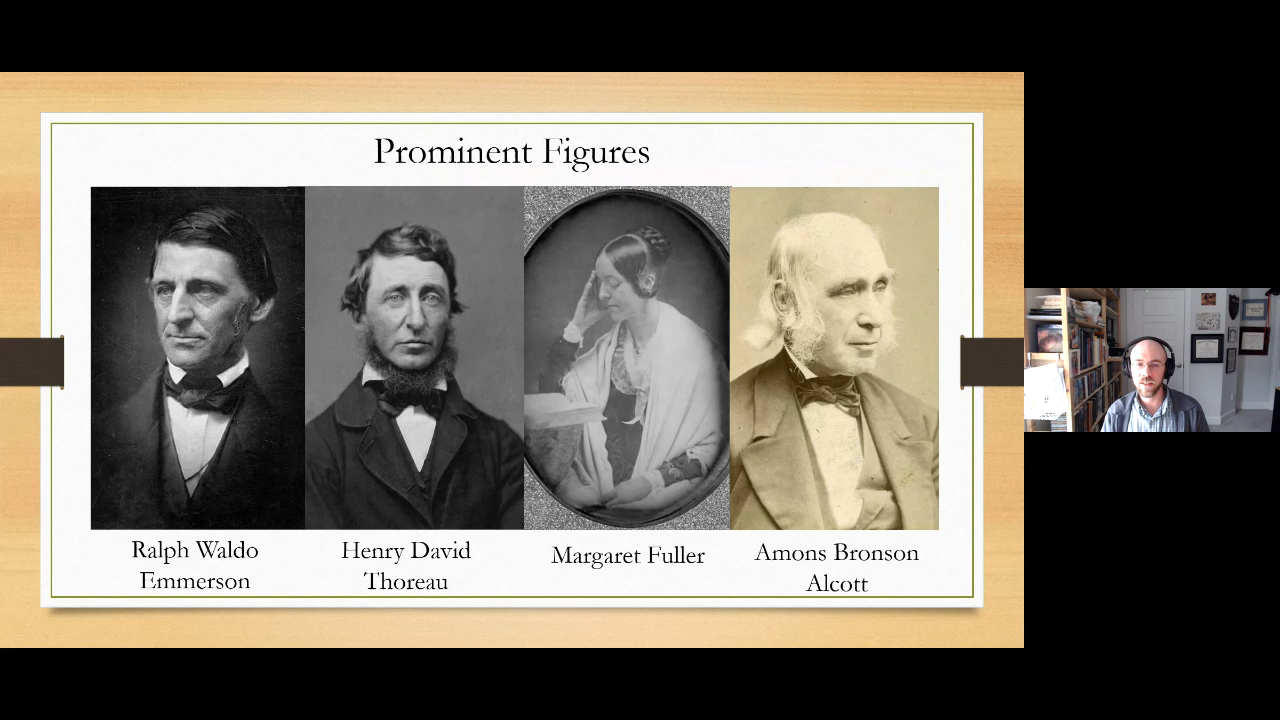 Prominent Figures
Ralph Waldo
Emmerson
Henry David
Thoreau
Margaret Fuller
Amons Bronson
Alcott